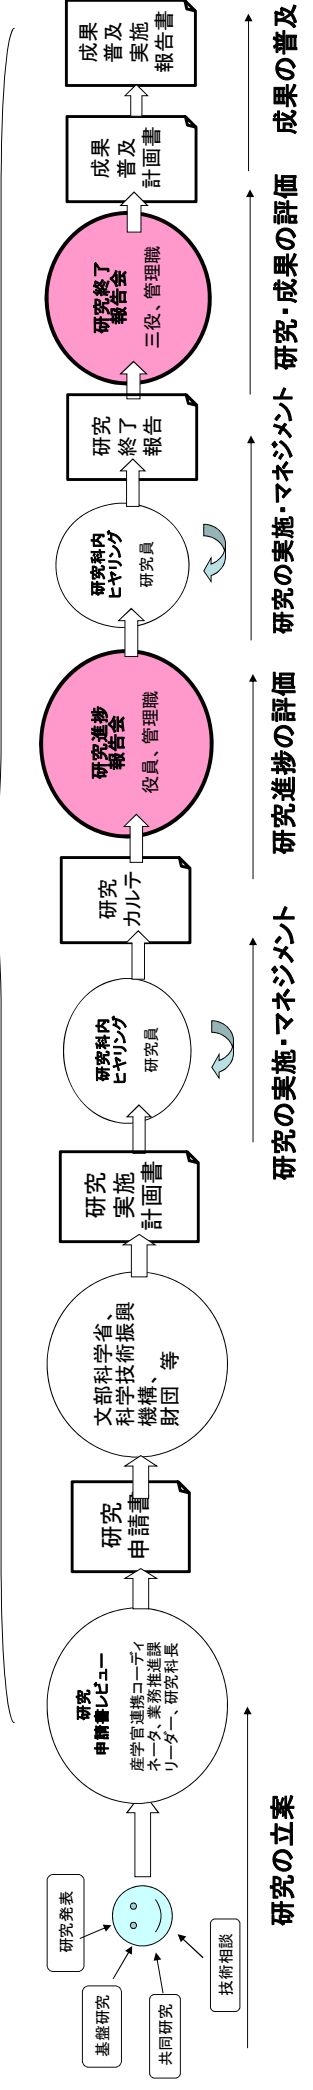 研究発表
基盤研究
共同研究
技術相談
研究
申請書レビュー
産学官連携コーディ
ネータ、業務推進課
リーダー、研究科長
研究
申請書
文部科学省、
科学技術振興
機構、
財団 等
研究
実施
計画書
研究科内
ヒヤリング
研究員
研究
カルテ
研究進捗
報告会
役員、管理職
研究科内
ヒヤリング
研究員
研究
終了
報告
研究終了
報告会
三役、管理職
成果
普及
計画書
成果
普及
実施
報告書
研究の立案
研究の実施・マネジメント
研究進捗の評価
研究の実施・マネジメント
研究・成果の評価
成果の普及